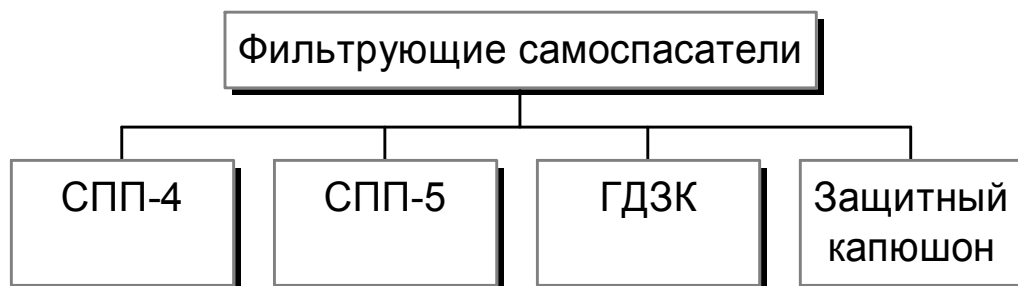 Фильтрующие самоспасатели
СПП-4
СПП-5
ГДЗК
Защитный
капюшон